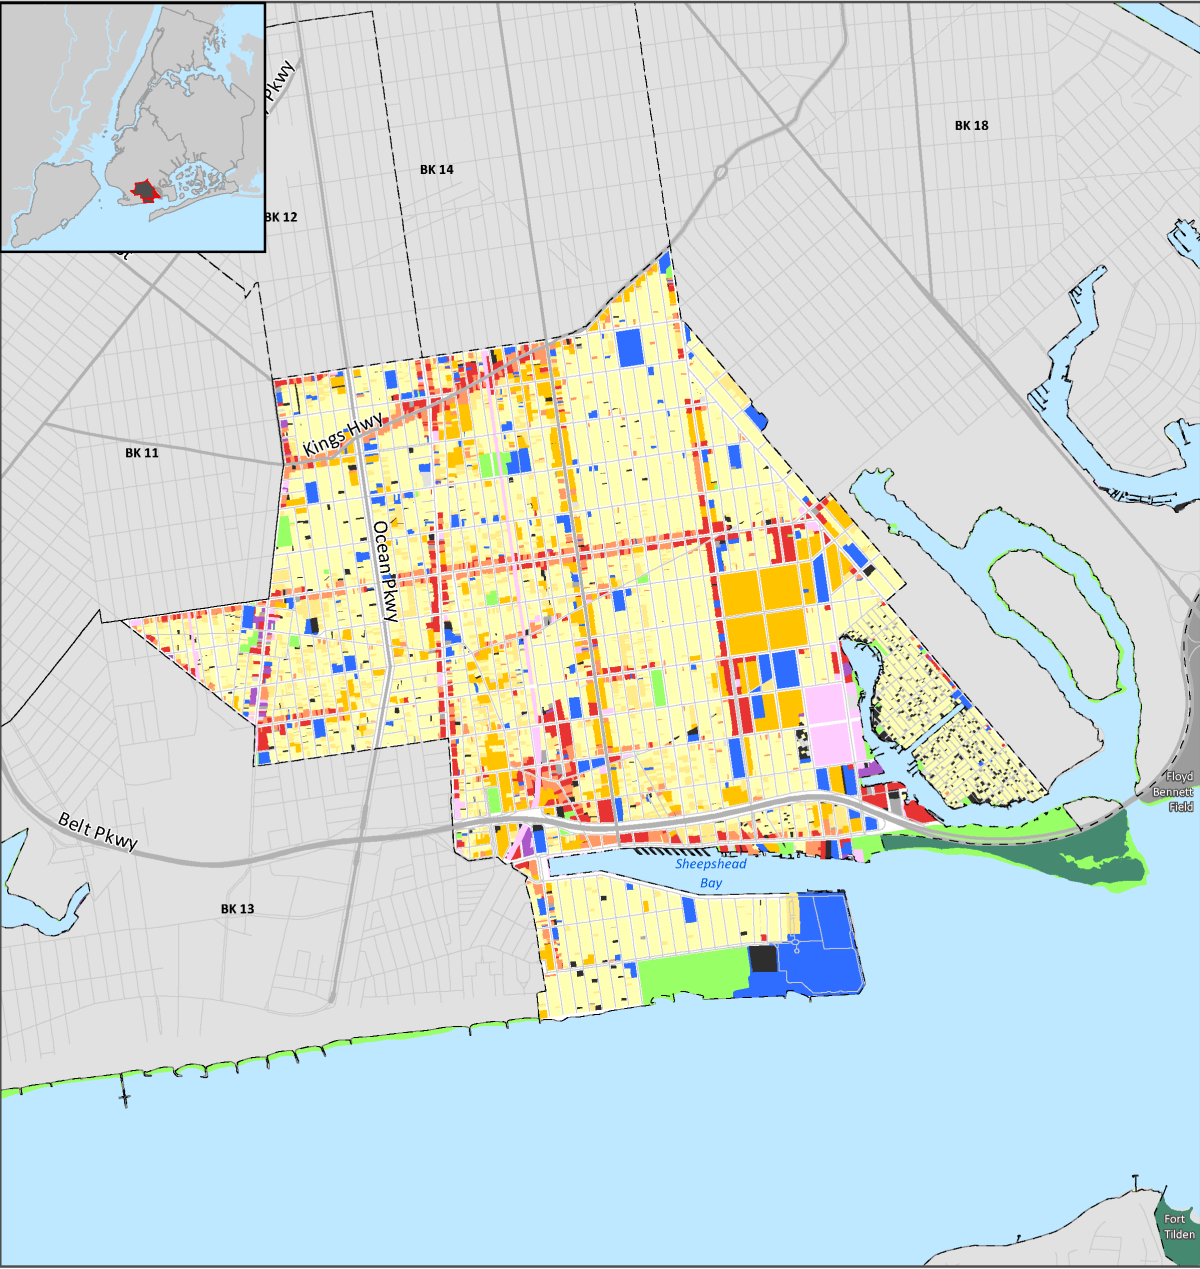 Pkwy
BK 18
BK 14
BK 12
Kings Hwy
BK 11
Ocean Pkwy
Floyd
Bennett
Field
Belt Pkwy
Sheepshead
Bay
BK 13
Fort
Tilden